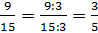 9/15 = 9:3/15:3 = 3/5